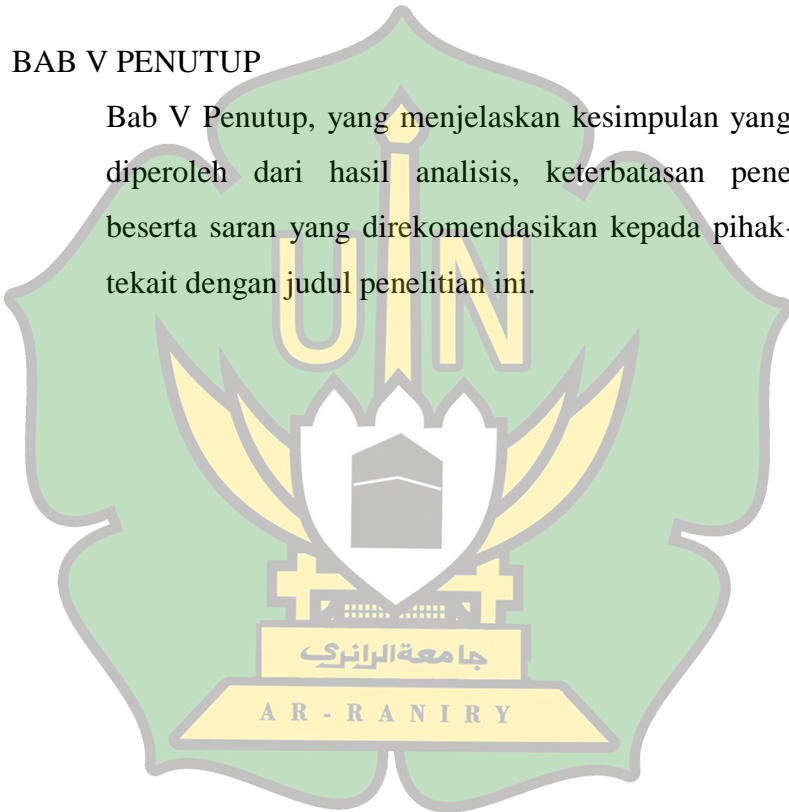 BAB V PENUTUP
Bab V Penutup, yang menjelaskan kesimpulan yang
diperoleh dari hasil analisis, keterbatasan pene
beserta saran yang direkomendasikan kepada pihak-
tekait dengan judul penelitian ini.
UIN
جامعة الرانري
AR-RANIRY